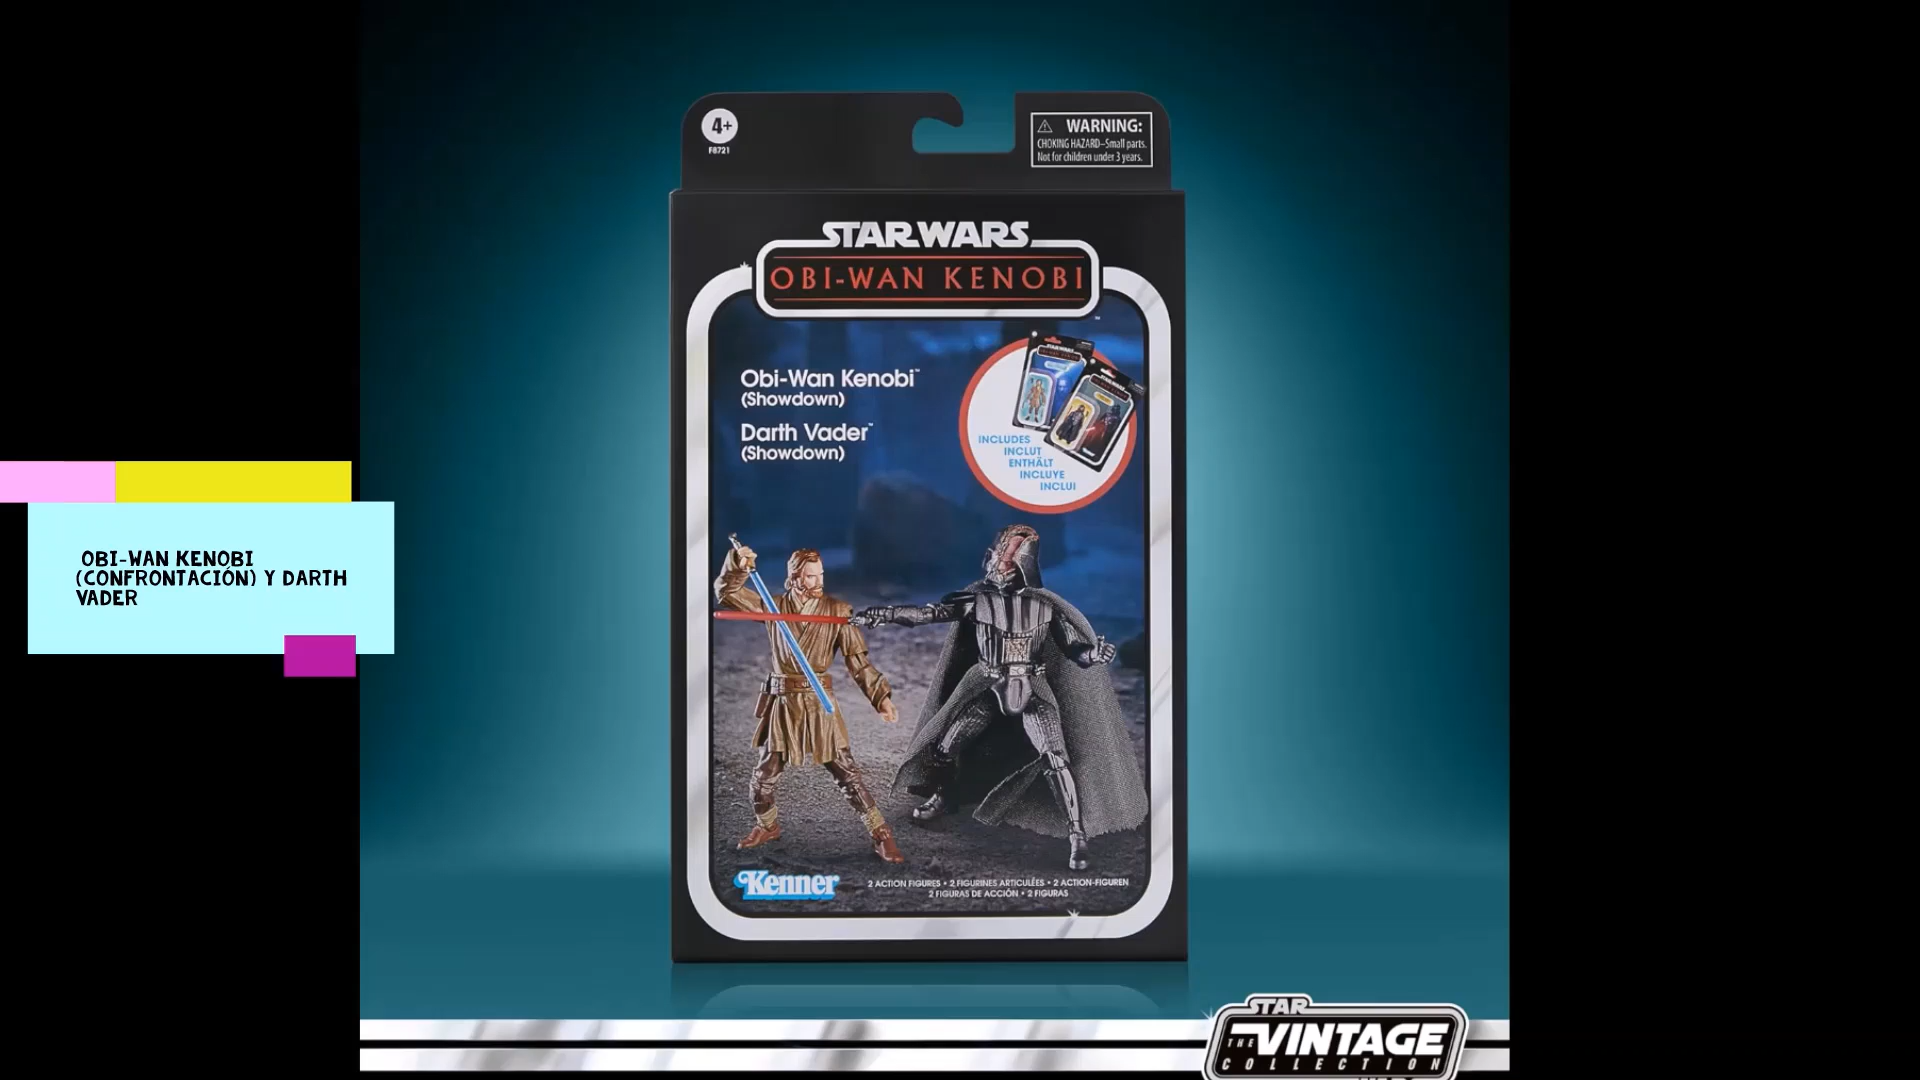 4+
F8721
WARNING:
CHOKING HAZARD–Small parts.
Not for children under 3 years.
STAR WARS
OBI-WAN KENOBI
Obi-Wan Kenobi™
(Showdown)
Darth Vader™
(Showdown)
INCLUDES
INCLUT
ENTHÄLT
INCLUYE
INCLUI
Kenner
2 ACTION FIGURES • 2 FIGURINES ARTICULÉES • 2 ACTION-FIGUREN
2 FIGURAS DE ACCIÓN • 2 FIGURAS
OBI-WAN KENOBI
(CONFRONTACIÓN) Y DARTH
VADER
STAR
THE VINTAGE
COLLECTION